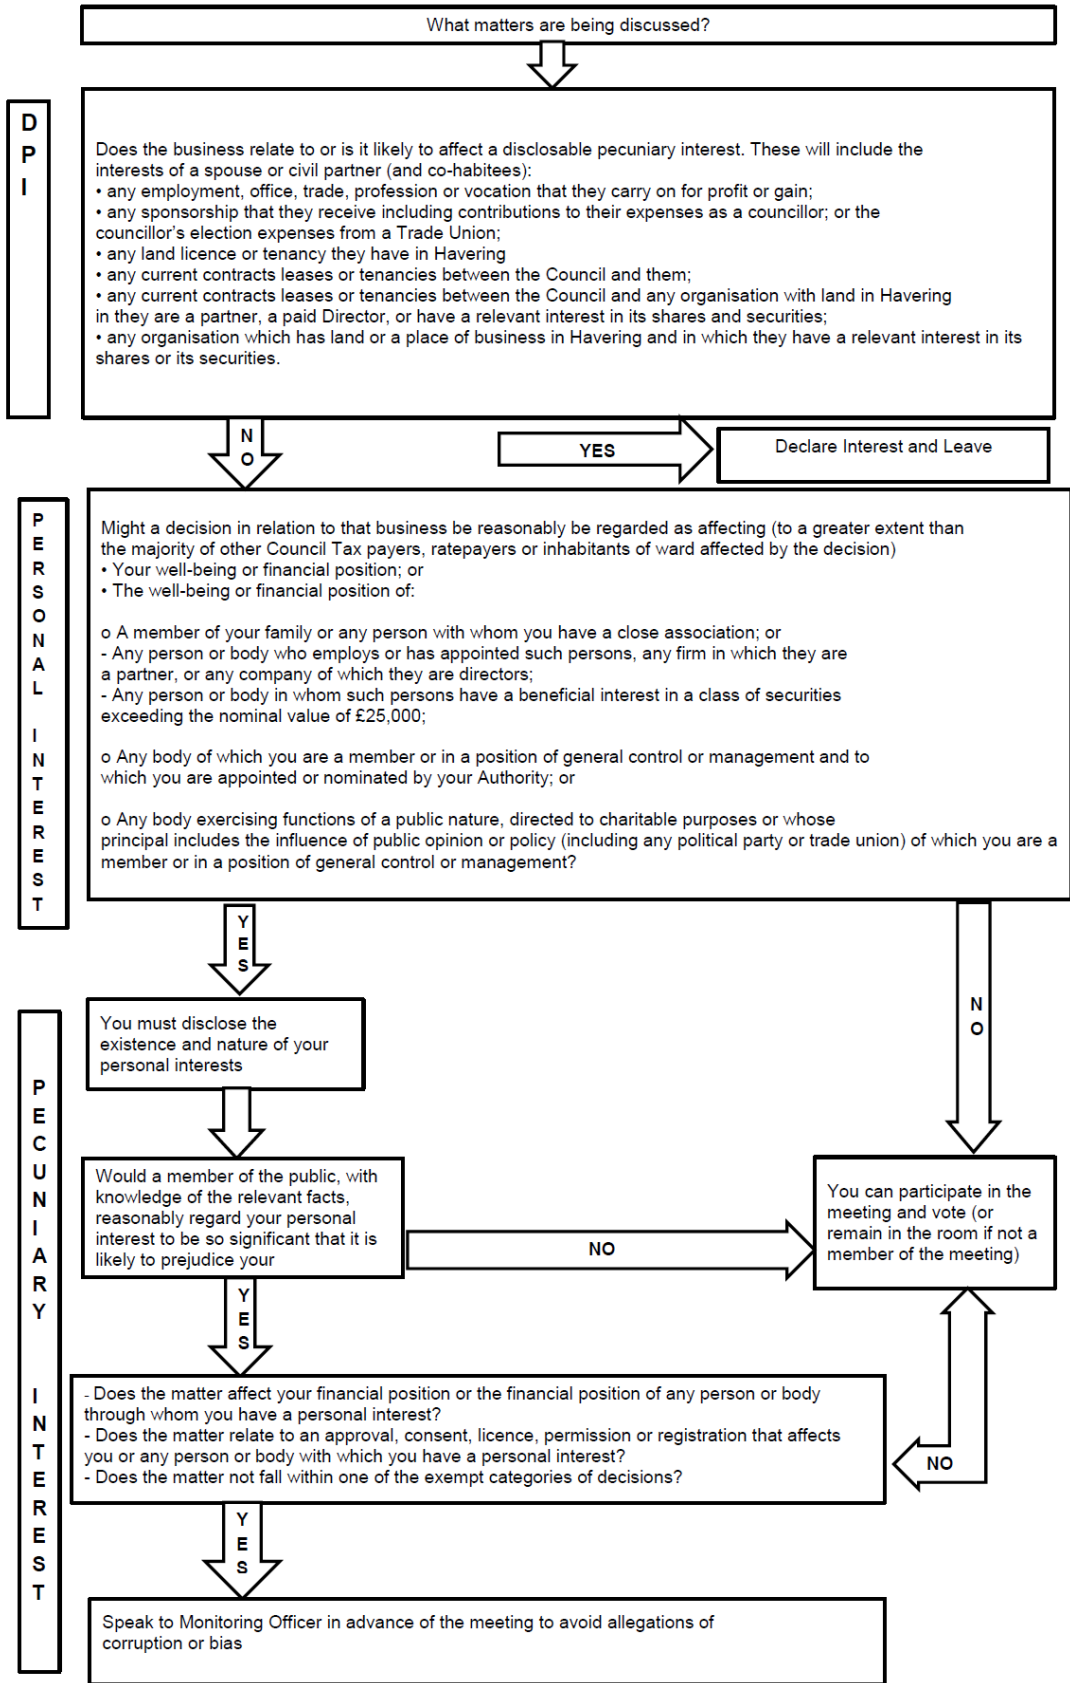 What matters are being discussed?
D
P
I
Does the business relate to or is it likely to affect a disclosable pecuniary interest. These will include the
interests of a spouse or civil partner (and co-habitees):
• any employment, office, trade, profession or vocation that they carry on for profit or gain;
• any sponsorship that they receive including contributions to their expenses as a councillor; or the
councillor's election expenses from a Trade Union;
• any land licence or tenancy they have in Havering
• any current contracts leases or tenancies between the Council and them;
• any current contracts leases or tenancies between the Council and any organisation with land in Havering
in they are a partner, a paid Director, or have a relevant interest in its shares and securities;
• any organisation which has land or a place of business in Havering and in which they have a relevant interest in its
shares or its securities.
N
O
YES
Declare Interest and Leave
P
E
R
S
O
N
A
L
I
N
T
E
R
E
S
T
Might a decision in relation to that business be reasonably be regarded as affecting (to a greater extent than
the majority of other Council Tax payers, ratepayers or inhabitants of ward affected by the decision)
• Your well-being or financial position; or
• The well-being or financial position of:
o A member of your family or any person with whom you have a close association; or
- Any person or body who employs or has appointed such persons, any firm in which they are
a partner, or any company of which they are directors;
- Any person or body in whom such persons have a beneficial interest in a class of securities
exceeding the nominal value of £25,000;
o Any body of which you are a member or in a position of general control or management and to
which you are appointed or nominated by your Authority; or
o Any body exercising functions of a public nature, directed to charitable purposes or whose
principal includes the influence of public opinion or policy (including any political party or trade union) of which you are a
member or in a position of general control or management?
Y
E
S
N
O
P
E
C
U
N
I
A
R
Y
I
N
T
E
R
E
S
T
You must disclose the
existence and nature of your
personal interests
Would a member of the public, with
knowledge of the relevant facts,
reasonably regard your personal
interest to be so significant that it is
likely to prejudice your
NO
You can participate in the
meeting and vote (or
remain in the room if not a
member of the meeting)
Y
E
S
- Does the matter affect your financial position or the financial position of any person or body
through whom you have a personal interest?
- Does the matter relate to an approval, consent, licence, permission or registration that affects
you or any person or body with which you have a personal interest?
- Does the matter not fall within one of the exempt categories of decisions?
NO
Y
E
S
Speak to Monitoring Officer in advance of the meeting to avoid allegations of
corruption or bias